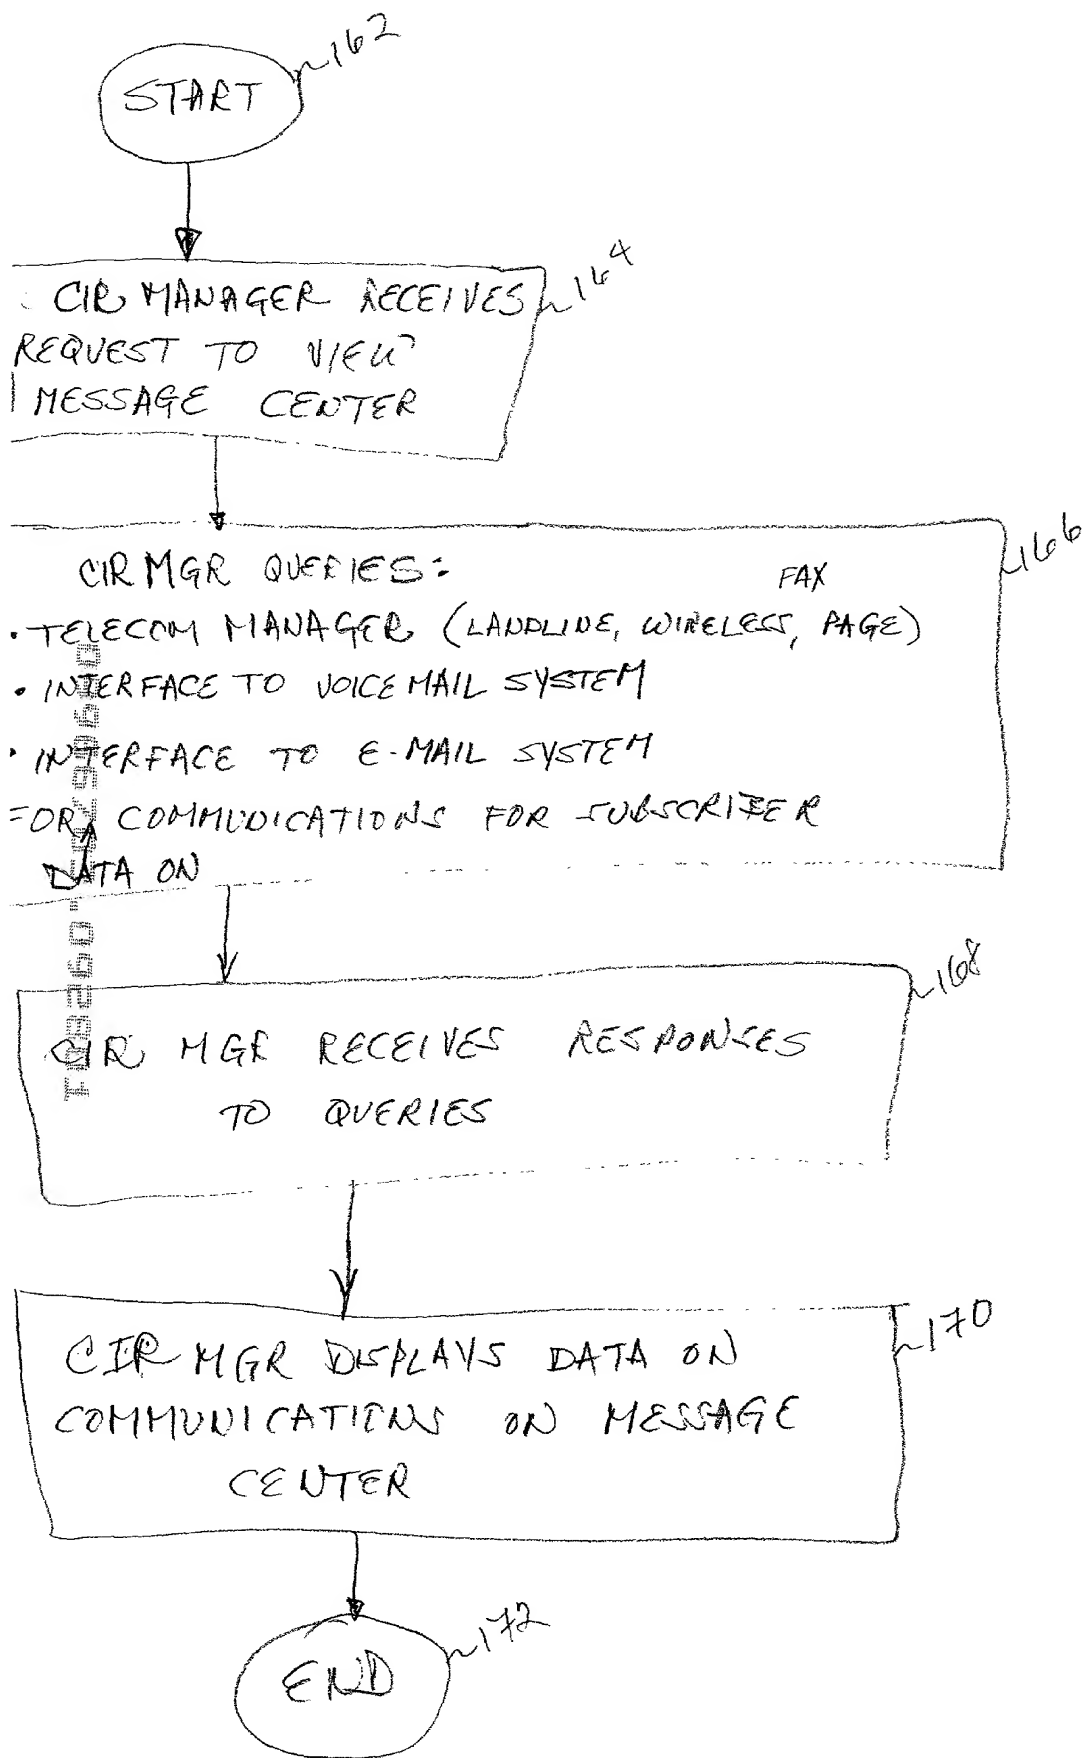 START
162
CIR MANAGER RECEIVES
REQUEST TO VIEW
MESSAGE CENTER
164
CIR MGR QUERIES:
FAX
• TELECOM MANAGER (LANDLINE, WIRELESS, PAGE)
• INTERFACE TO VOICE MAIL SYSTEM
• INTERFACE TO E-MAIL SYSTEM
FOR COMMUNICATIONS FOR SUBSCRIBER
DATA ON
166
CIR MGR RECEIVES RESPONSES
TO QUERIES
168
CIR MGR DISPLAYS DATA ON
COMMUNICATIONS ON MESSAGE
CENTER
170
END
172